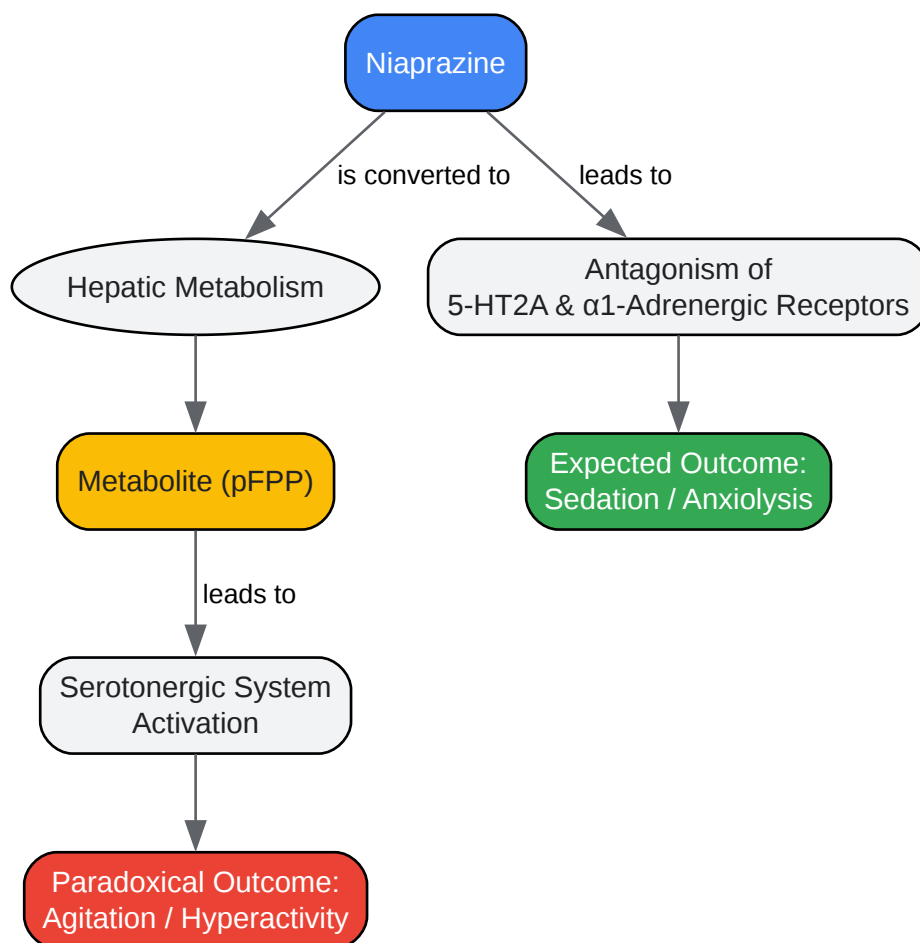 Niaprazine
is converted to
leads to
Hepatic Metabolism
Antagonism of
5-HT2A & α1-Adrenergic Receptors
Metabolite (pFPP)
Expected Outcome:
Sedation / Anxiolysis
leads to
Serotonergic System
Activation
Paradoxical Outcome:
Agitation / Hyperactivity